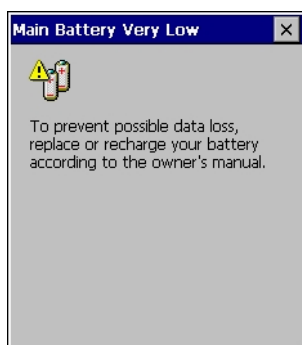 Main Battery Very Low
To prevent possible data loss,
replace or recharge your battery
according to the owner's manual.